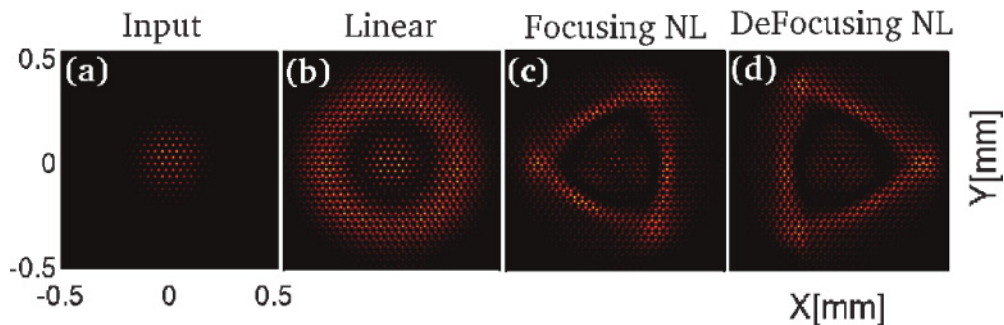 Input Linear Focusing NL DeFocusing NL
(a) (b) (c) (d)
0.5
0
-0.5
-0.5 0 0.5
X[mm]
Y[mm]